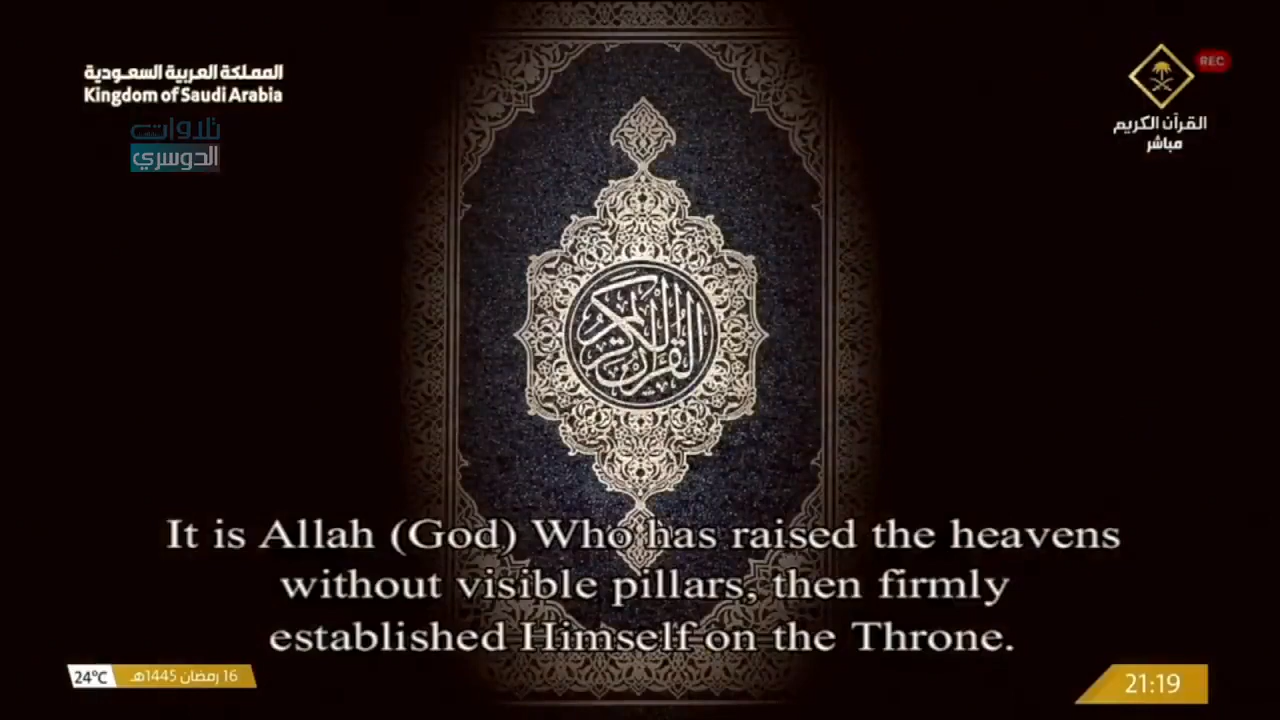 المملكة العربية السعودية
Kingdom of Saudi Arabia
تلاوات
الدوسري
REC
القرآن الكريم
مباشر
القرآن الكريم
It is Allah (God) Who has raised the heavens
without visible pillars, then firmly
established Himself on the Throne.
24°C
16 رمضان 1445هـ
21:19